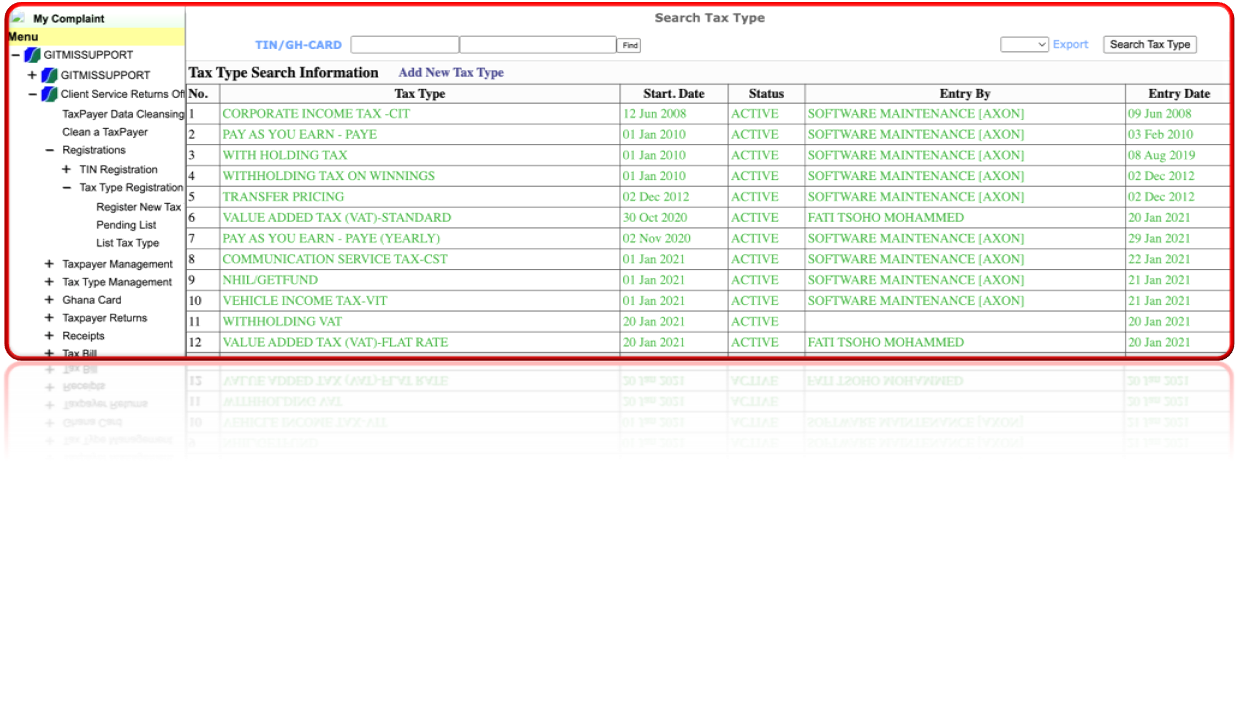 My Complaint
Menu
GITMISSUPPORT
GITMISSUPPORT
Client Service Returns Off
TaxPayer Data Cleansing
Clean a TaxPayer
Registrations
TIN Registration
Tax Type Registration
Register New Tax
Pending List
List Tax Type
Taxpayer Management
Tax Type Management
Ghana Card
Taxpayer Returns
Receipts
Tax Bill
Search Tax Type
TIN/GH-CARD Find Export Search Tax Type
Tax Type Search Information Add New Tax Type
No. Tax Type Start. Date Status Entry By Entry Date
1 CORPORATE INCOME TAX -CIT 12 Jun 2008 ACTIVE SOFTWARE MAINTENANCE [AXON] 09 Jun 2008
2 PAY AS YOU EARN - PAYE 01 Jan 2010 ACTIVE SOFTWARE MAINTENANCE [AXON] 03 Feb 2010
3 WITH HOLDING TAX 01 Jan 2010 ACTIVE SOFTWARE MAINTENANCE [AXON] 08 Aug 2019
4 WITHHOLDING TAX ON WINNINGS 01 Jan 2010 ACTIVE SOFTWARE MAINTENANCE [AXON] 02 Dec 2012
5 TRANSFER PRICING 02 Dec 2012 ACTIVE SOFTWARE MAINTENANCE [AXON] 02 Dec 2012
6 VALUE ADDED TAX (VAT)-STANDARD 30 Oct 2020 ACTIVE FATI TSOHO MOHAMMED 20 Jan 2021
7 PAY AS YOU EARN - PAYE (YEARLY) 02 Nov 2020 ACTIVE SOFTWARE MAINTENANCE [AXON] 29 Jan 2021
8 COMMUNICATION SERVICE TAX-CST 01 Jan 2021 ACTIVE SOFTWARE MAINTENANCE [AXON] 22 Jan 2021
9 NHIL/GETFUND 01 Jan 2021 ACTIVE SOFTWARE MAINTENANCE [AXON] 21 Jan 2021
10 VEHICLE INCOME TAX-VIT 01 Jan 2021 ACTIVE SOFTWARE MAINTENANCE [AXON] 21 Jan 2021
11 WITHHOLDING VAT 20 Jan 2021 ACTIVE 20 Jan 2021
12 VALUE ADDED TAX (VAT)-FLAT RATE 20 Jan 2021 ACTIVE FATI TSOHO MOHAMMED 20 Jan 2021